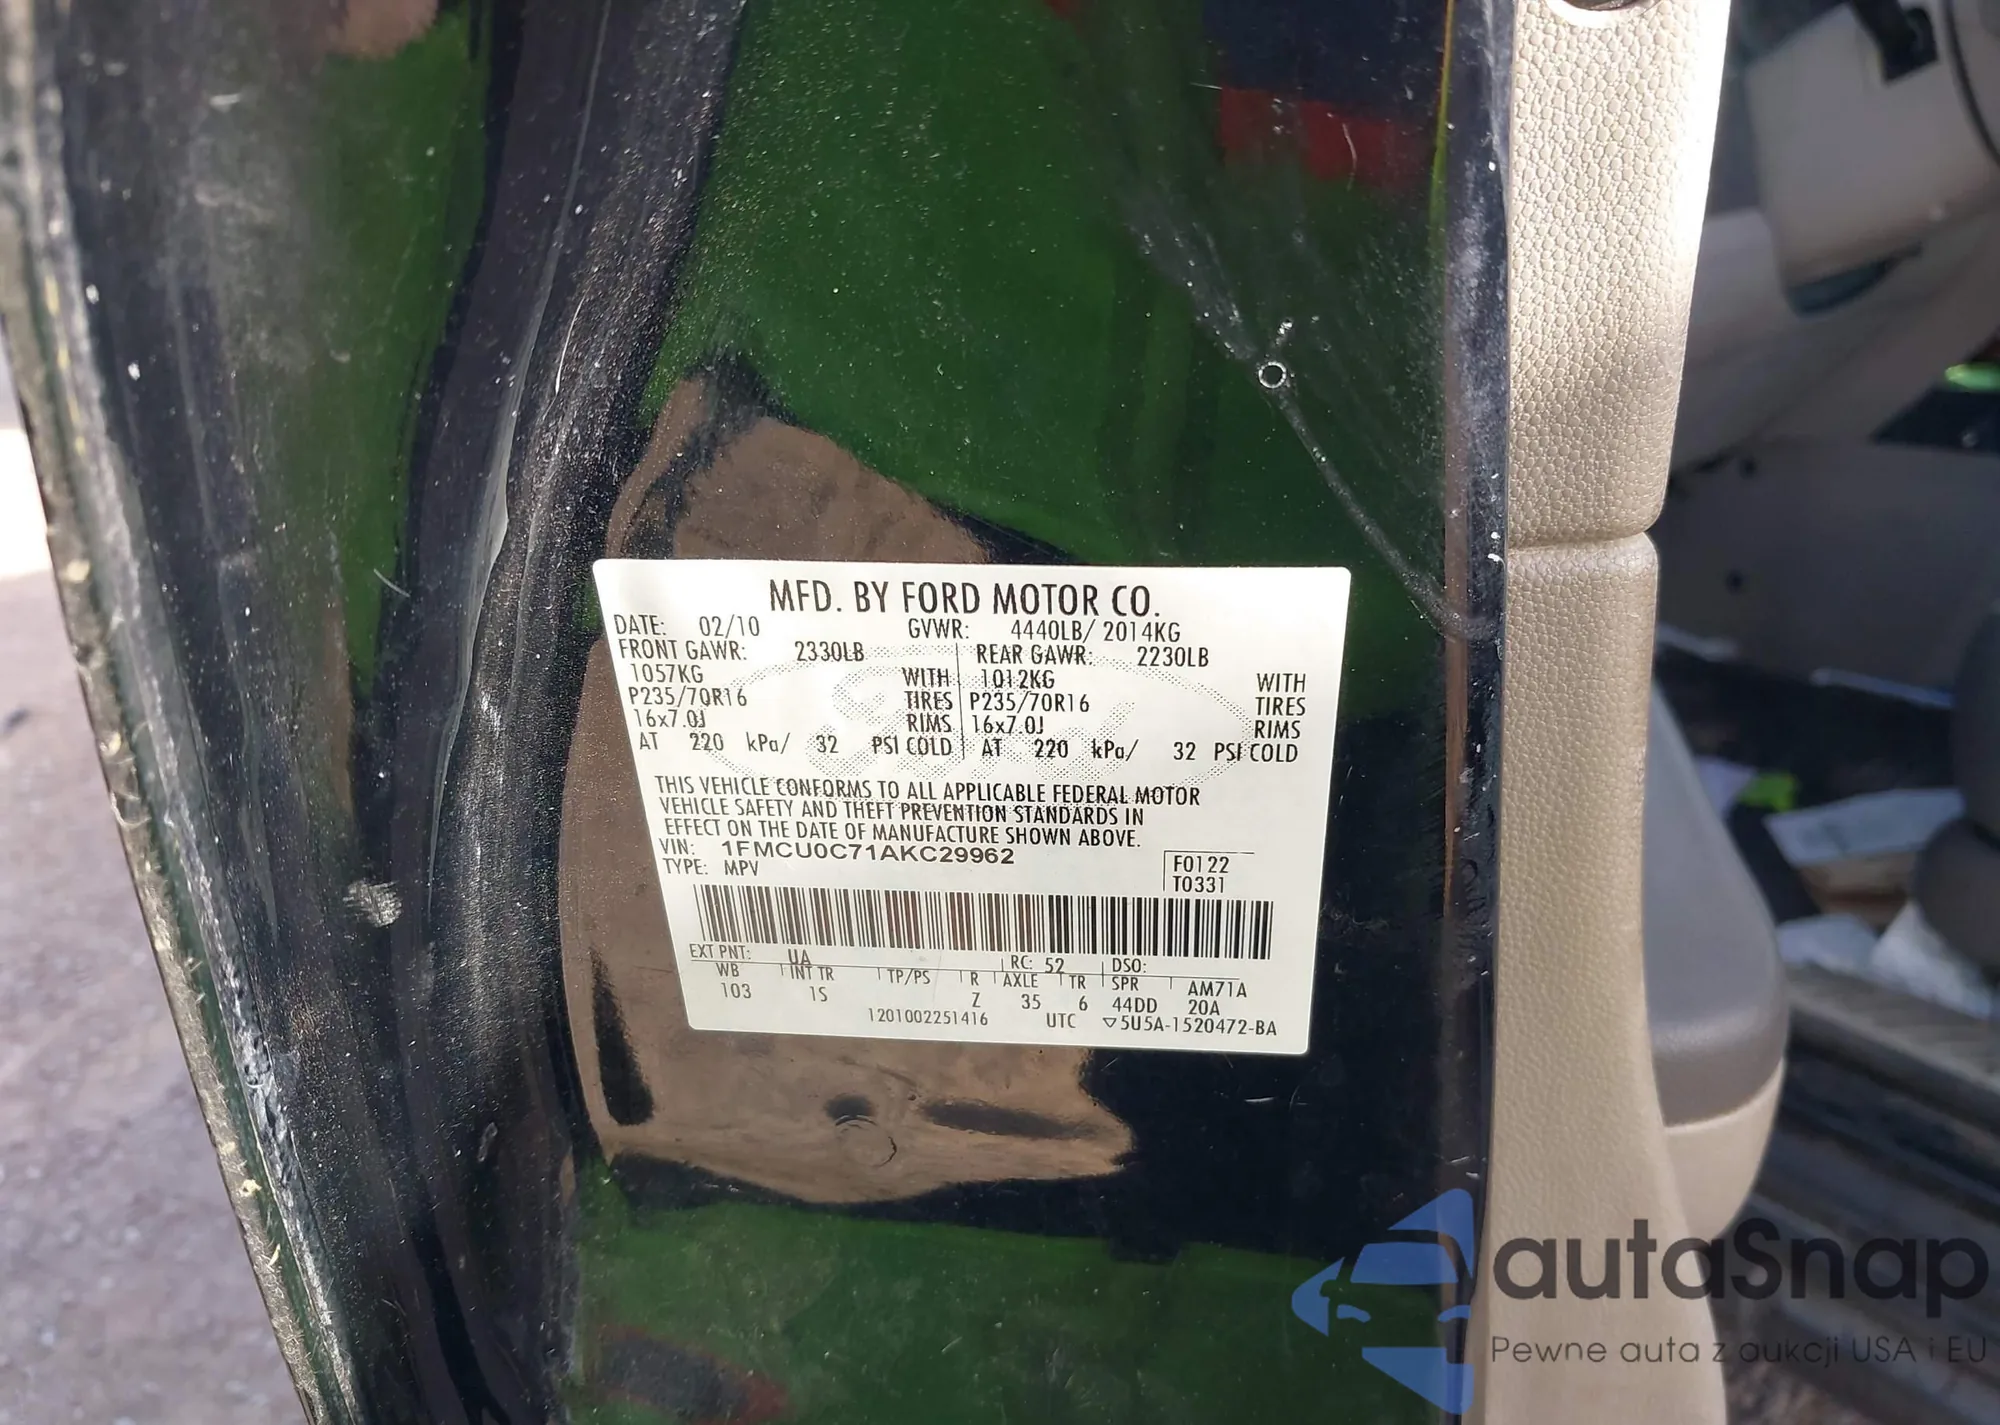 MFD. BY FORD MOTOR CO.
DATE: 02/10 GVWR: 4440LB/ 2014KG
FRONT GAWR: 2330LB REAR GAWR: 2230LB
1057KG WITH 1012KG WITH
P235/70R16 TIRES P235/70R16 TIRES
16x7.0J RIMS 16x7.0J RIMS
AT 220 kPa/ 32 PSI COLD AT 220 kPa/ 32 PSI COLD
THIS VEHICLE CONFORMS TO ALL APPLICABLE FEDERAL MOTOR
VEHICLE SAFETY AND THEFT PREVENTION STANDARDS IN
EFFECT ON THE DATE OF MANUFACTURE SHOWN ABOVE.
VIN: 1FMCU0C71AKC29962
TYPE: MPV F0122
T0331
EXT PNT: UA RC: 52 DSO:
WB INT TR TP/PS R AXLE TR SPR AM71A
103 1S Z 35 6 44DD 20A
1201002251416 UTC ▽5U5A-1520472-BA
autaSnap
Pewne auta z aukcji USA i EU